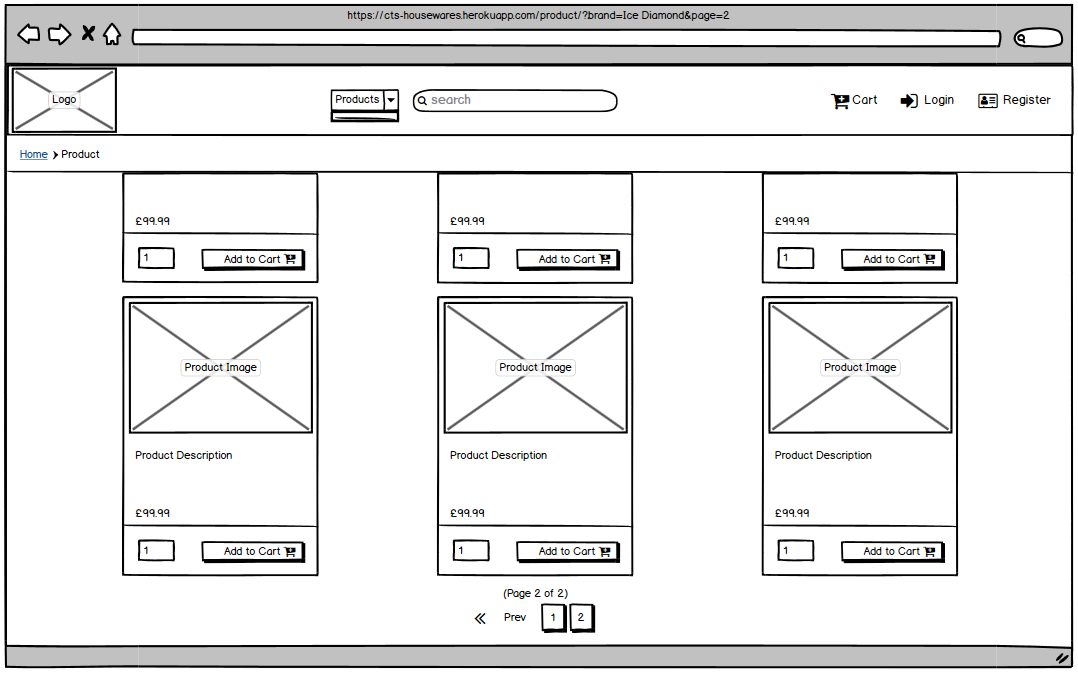 https://cts-housewares.herokuapp.com/product/?brand=Ice Diamond&page=2
Logo
Products
search
Cart
Login
Register
Home
Product
£99.99
£99.99
£99.99
1
Add to Cart
1
Add to Cart
1
Add to Cart
Product Image
Product Image
Product Image
Product Description
Product Description
Product Description
£99.99
£99.99
£99.99
1
Add to Cart
1
Add to Cart
1
Add to Cart
(Page 2 of 2)
Prev
1
2